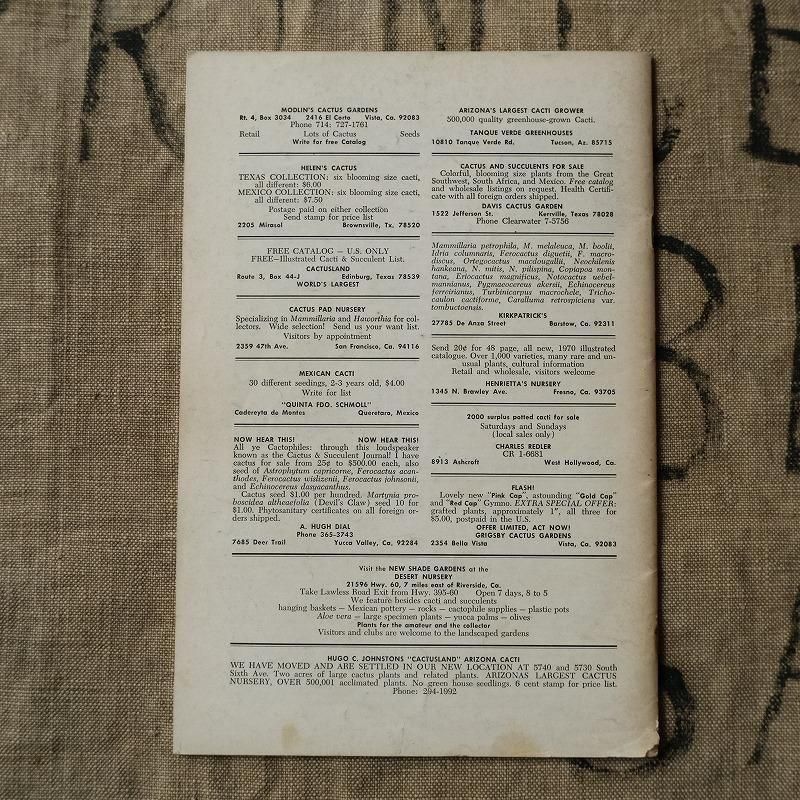 MODLIN'S CACTUS GARDENS
Rt. 4, Box 3034 2416 El Corto Vista, Ca. 92083
Phone 714: 727-1761
Retail Lots of Cactus Seeds
Write for free Catalog
HELEN'S CACTUS
TEXAS COLLECTION: six blooming size cacti,
all different: $6.00
MEXICO COLLECTION: six blooming size cacti,
all different: $7.50
Postage paid on either collection
Send stamp for price list
2205 Mirasol Brownsville, Tx. 78520
FREE CATALOG — U.S. ONLY
FREE—Illustrated Cacti & Succulent List.
CACTUSLAND
Route 3, Box 44-J Edinburg, Texas 78539
WORLD'S LARGEST
CACTUS PAD NURSERY
Specializing in Mammillaria and Haworthia for col-
lectors. Wide selection! Send us your want list.
Visitors by appointment
2359 47th Ave. San Francisco, Ca. 94116
MEXICAN CACTI
30 different seedings, 2-3 years old, $4.00
Write for list
"QUINTA FDO. SCHMOLL"
Cadereyta de Montes Queretaro, Mexico
NOW HEAR THIS! NOW HEAR THIS!
All ye Cactophiles: through this loudspeaker
known as the Cactus & Succulent Journal! I have
cactus for sale from 25¢ to $500.00 each, also
seed of Astrophytum capricorne, Ferocactus acan-
thodes, Ferocactus wislizenii, Ferocactus johnsonii,
and Echinocereus dasyacanthus.
Cactus seed $1.00 per hundred. Martynia pro-
boscidea altheaefolia (Devil's Claw) seed 10 for
$1.00. Phytosanitary certificates on all foreign or-
ders shipped.
A. HUGH DIAL
Phone 365-3743
7685 Deer Trail Yucca Valley, Ca. 92284
ARIZONA'S LARGEST CACTI GROWER
500,000 quality greenhouse-grown Cacti.
TANQUE VERDE GREENHOUSES
10810 Tanque Verde Rd. Tucson, Az. 85715
CACTUS AND SUCCULENTS FOR SALE
Colorful, blooming size plants from the Great
Southwest, South Africa, and Mexico. Free catalog
and wholesale listings on request. Health Certifi-
cate with all foreign orders shipped.
DAVIS CACTUS GARDEN
1522 Jefferson St. Kerrville, Texas 78028
Phone Clearwater 7-5756
Mammillaria petrophila, M. melaleuca, M. boolii,
Idria columnaris, Ferocactus diguetii, F. macro-
discus, Ortegocactus macdougallii, Neochilenis
hankeana, N. mitis, N. pilispina, Copiapoa mon-
tana, Eriocactus magnificus, Notocactus uebel-
mannianus, Pygmaeocereus akersii, Echinocereus
ferreirianus, Turbinicarpus macrochele, Tricho-
caulon cactiforme, Caralluma retrospiciens var.
tombuctoensis.
KIRKPATRICK'S
27785 De Anza Street Barstow, Ca. 92311
Send 20¢ for 48 page, all new, 1970 illustrated
catalogue. Over 1,000 varieties, many rare and un-
usual plants, cultural information
Retail and wholesale, visitors welcome
HENRIETTA'S NURSERY
1345 N. Brawley Ave. Fresno, Ca. 93705
2000 surplus potted cacti for sale
Saturdays and Sundays
(local sales only)
CHARLES REDLER
CR 1-6681
8913 Ashcroft West Hollywood, Ca.
FLASH!
Lovely new "Pink Cap", astounding "Gold Cap"
and "Red Cap" Gymno. EXTRA SPECIAL OFFER:
grafted plants, approximately 1", all three for
$5.00, postpaid in the U.S.
OFFER LIMITED, ACT NOW!
GRIGSBY CACTUS GARDENS
2354 Bella Vista Vista, Ca. 92083
Visit the NEW SHADE GARDENS at the
DESERT NURSERY
21596 Hwy. 60, 7 miles east of Riverside, Ca.
Take Lawless Road Exit from Hwy. 395-60 Open 7 days, 8 to 5
We feature besides cacti and succulents
hanging baskets — Mexican pottery — rocks — cactophile supplies — plastic pots
Aloe vera — large specimen plants — yucca palms — olives
Plants for the amateur and the collector
Visitors and clubs are welcome to the landscaped gardens
HUGO C. JOHNSTONS "CACTUSLAND" ARIZONA CACTI
WE HAVE MOVED AND ARE SETTLED IN OUR NEW LOCATION AT 5740 and 5730 South
Sixth Ave. Two acres of large cactus plants and related plants. ARIZONAS LARGEST CACTUS
NURSERY, OVER 500,001 acclimated plants. No green house seedlings. 6 cent stamp for price list.
Phone: 294-1992